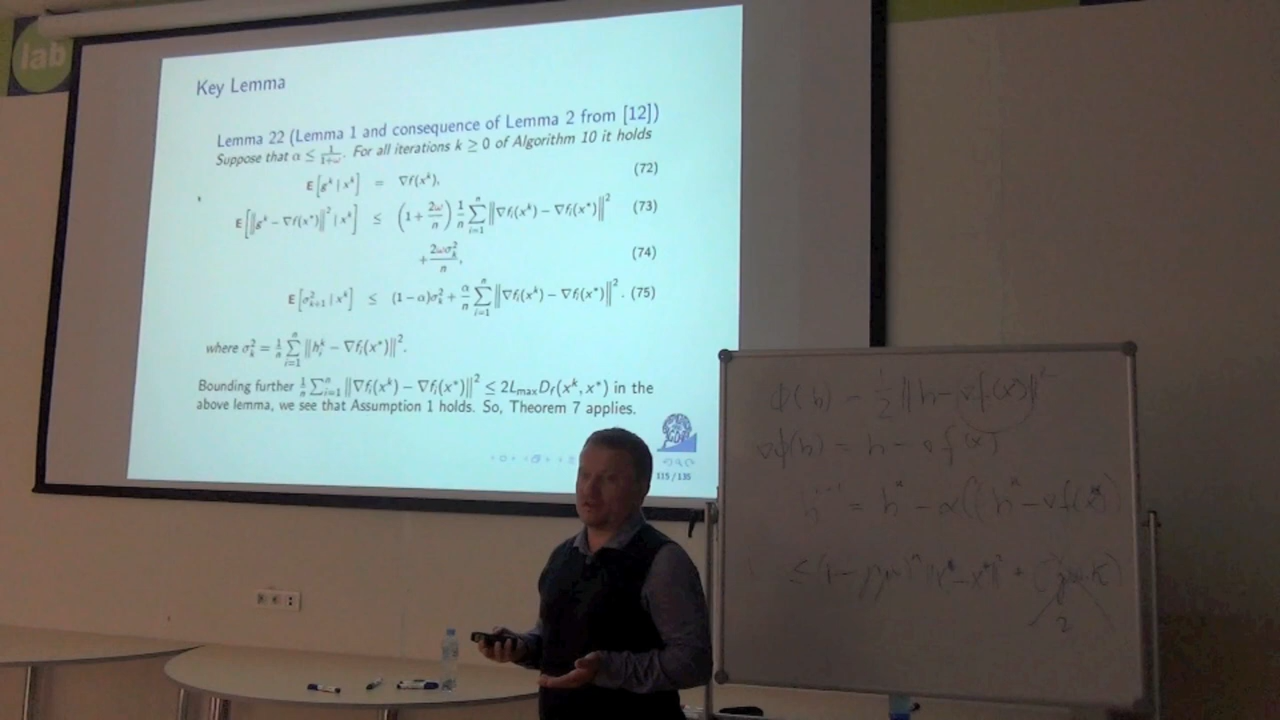 lab
Key Lemma
Lemma 22 (Lemma 1 and consequence of Lemma 2 from [12])
Suppose that α ≤ 1/(1+ω). For all iterations k ≥ 0 of Algorithm 10 it holds
E[g^k | x^k] = ∇f(x^k), (72)
E[‖g^k − ∇f(x*)‖² | x^k] ≤ (1 + 2ω/n) 1/n ∑_{i=1}^n ‖∇f_i(x^k) − ∇f_i(x*)‖² (73)
+ 2ωσ_k²/n, (74)
E[σ_{k+1}² | x^k] ≤ (1 − α)σ_k² + α/n ∑_{i=1}^n ‖∇f_i(x^k) − ∇f_i(x*)‖². (75)
where σ_k² = 1/n ∑_{i=1}^n ‖h_i^k − ∇f_i(x*)‖².
Bounding further 1/n ∑_{i=1}^n ‖∇f_i(x^k) − ∇f_i(x*)‖² ≤ 2L_max D_f(x^k, x*) in the
above lemma, we see that Assumption 1 holds. So, Theorem 7 applies.
115 / 135
ϕ(h) = 1/2 ‖h − ∇f(x)‖²
∇ϕ(h) = h − ∇f(x)